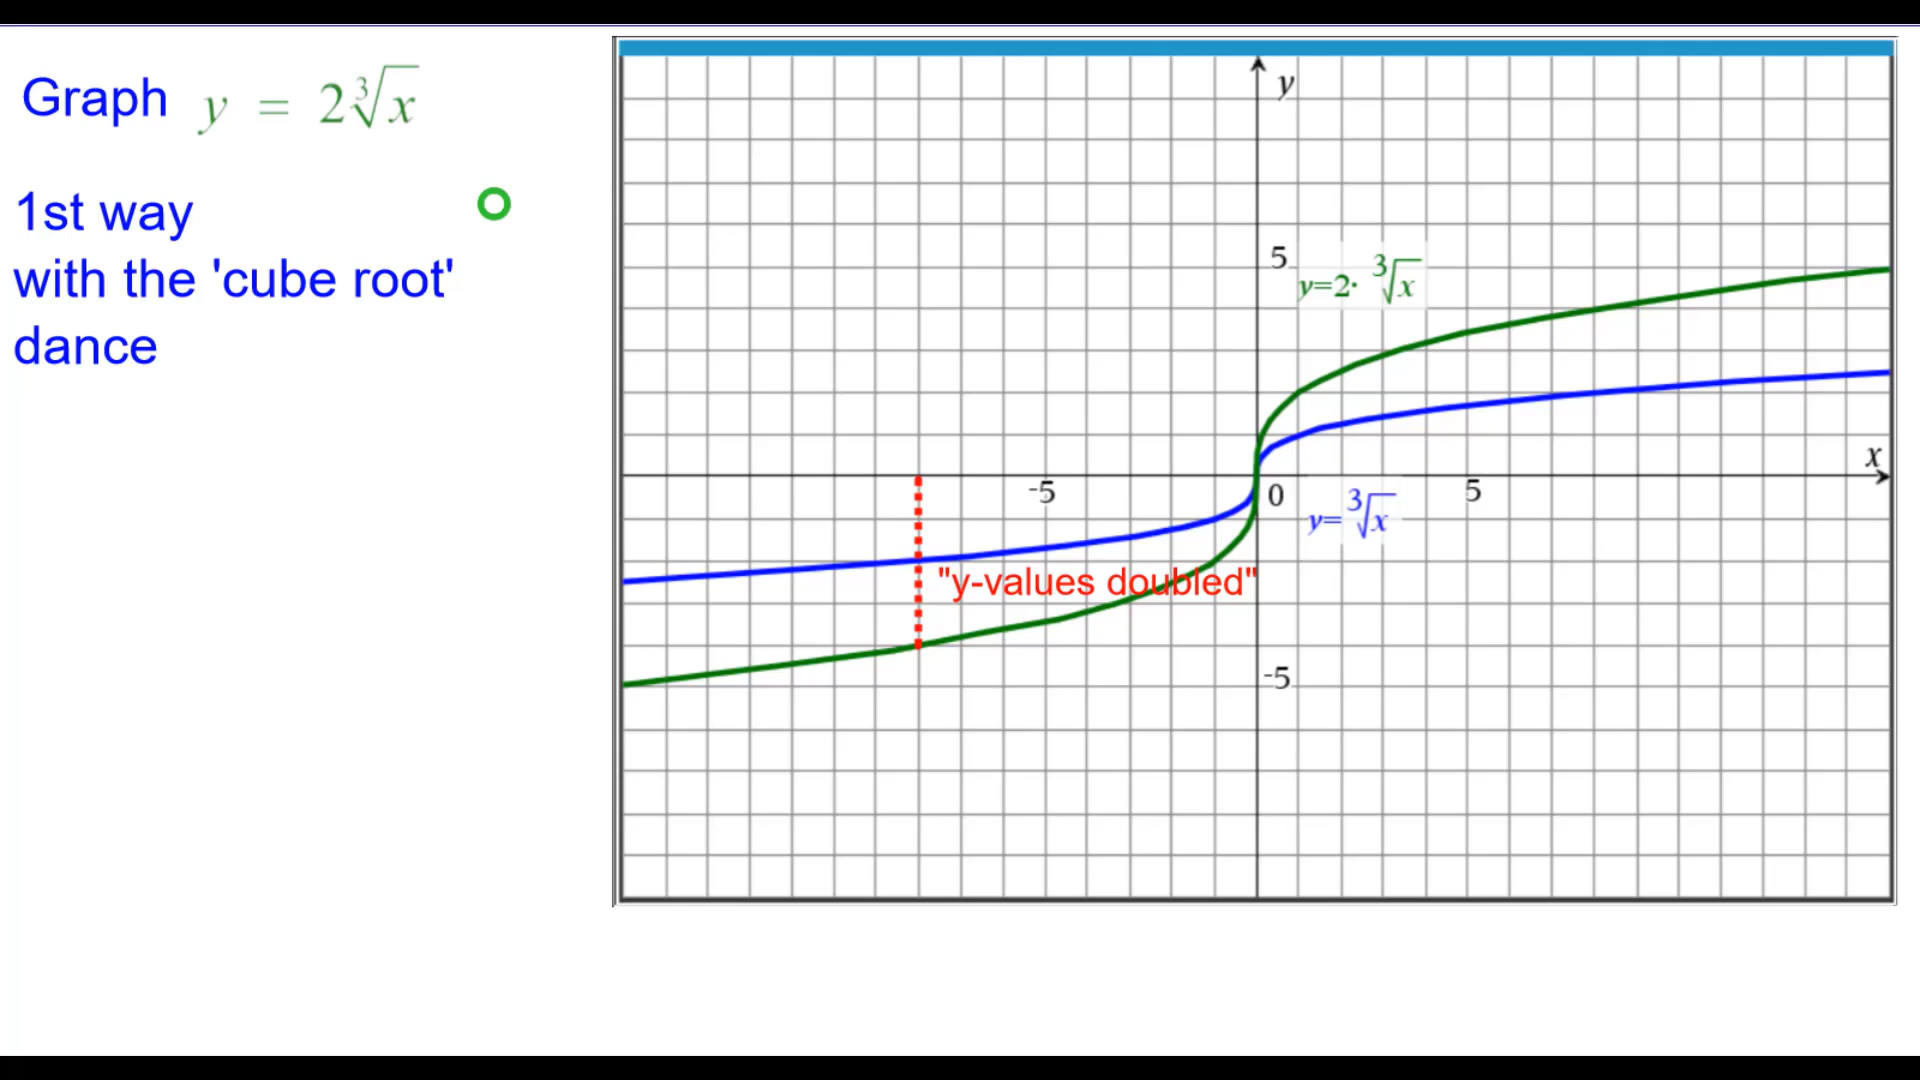 Graph y = 2∛x
1st way
with the 'cube root'
dance
y
5
y=2· ∛x
x
-5
0
5
y=∛x
"y-values doubled"
-5